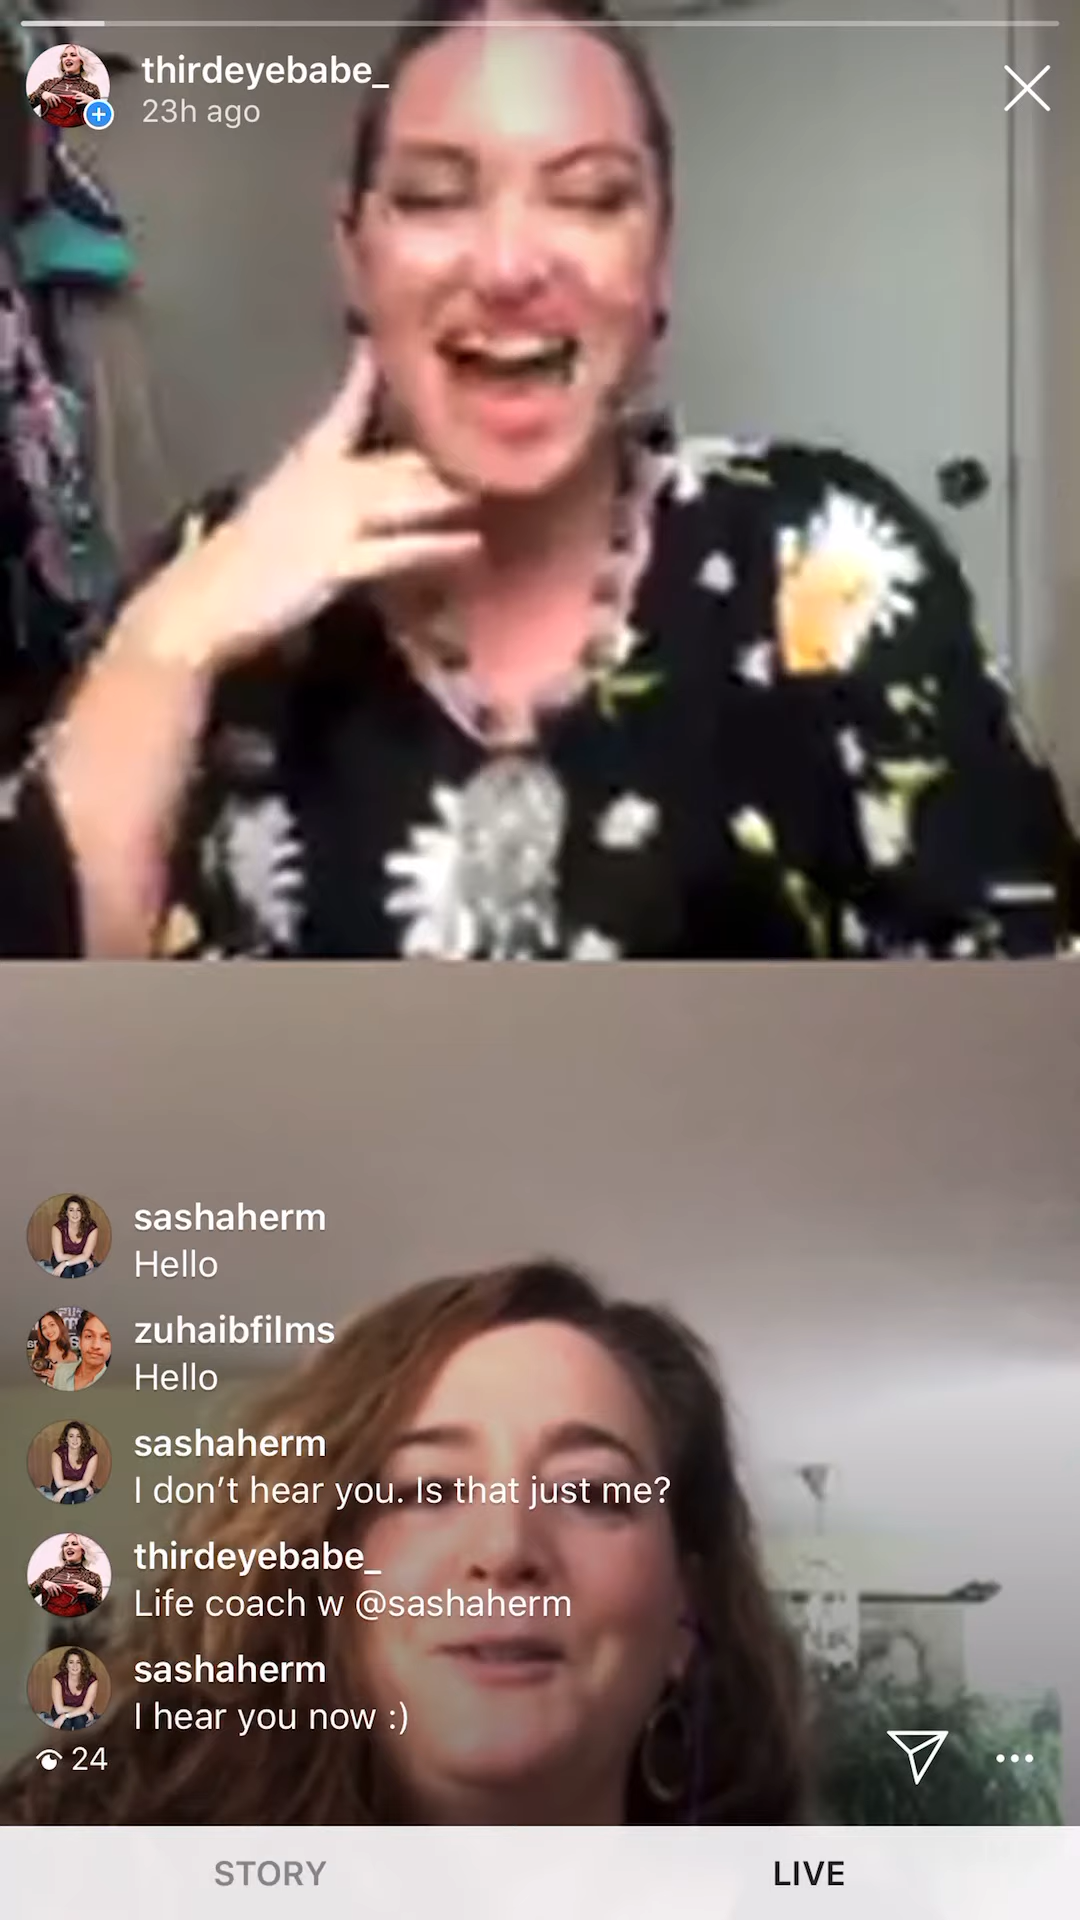 thirdeyebabe_
23h ago
sashaherm
Hello
zuhaibfilms
Hello
sashaherm
I don’t hear you. Is that just me?
thirdeyebabe_
Life coach w @sashaherm
sashaherm
I hear you now :)
24
STORY LIVE